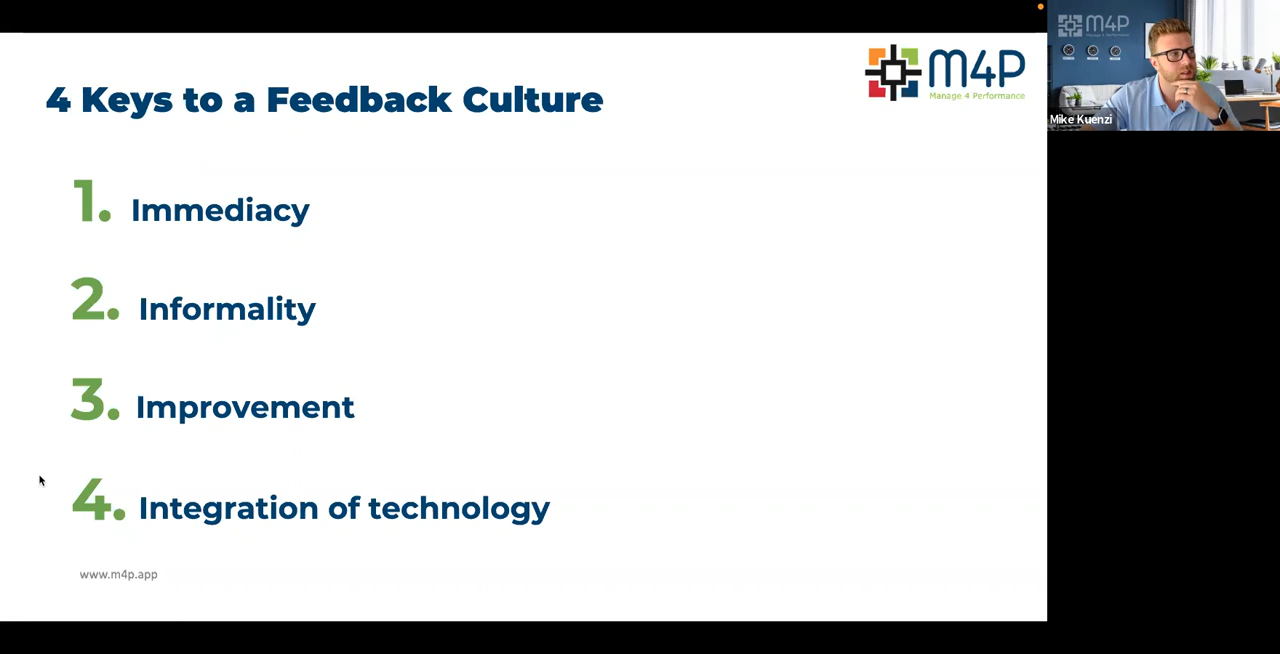 4 Keys to a Feedback Culture
M4P
Manage 4 Performance
1. Immediacy
2. Informality
3. Improvement
4. Integration of technology
www.m4p.app
M4P
Mike Kuenzi